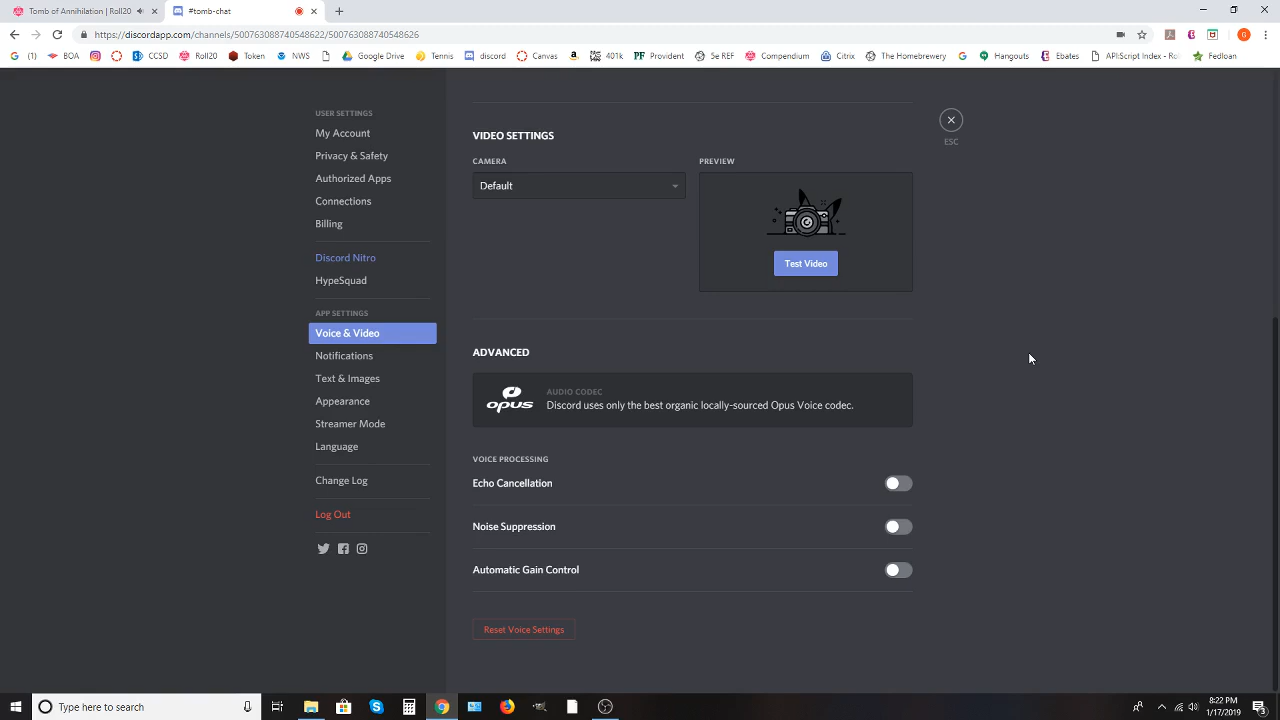 Tomb of Annihilation | Roll20
#tomb-chat
https://discordapp.com/channels/500763088740548628/500763088740548626
(1)
BOA
CCSD
Roll20
Token
NWS
Google Drive
Tennis
discord
Canvas
401k
PF Provident
Se REF
Compendium
Citrix
The Homebrewery
Hangouts
Ebates
APIScript Index - R
Fedloan
USER SETTINGS
My Account
Privacy & Safety
Authorized Apps
Connections
Billing
Discord Nitro
HypeSquad
APP SETTINGS
Voice & Video
Notifications
Text & Images
Appearance
Streamer Mode
Language
Change Log
Log Out
VIDEO SETTINGS
CAMERA
Default
PREVIEW
Test Video
ESC
ADVANCED
opus
AUDIO CODEC
Discord uses only the best organic locally-sourced Opus Voice codec.
VOICE PROCESSING
Echo Cancellation
Noise Suppression
Automatic Gain Control
Reset Voice Settings
Type here to search
8:22 PM
1/17/2019